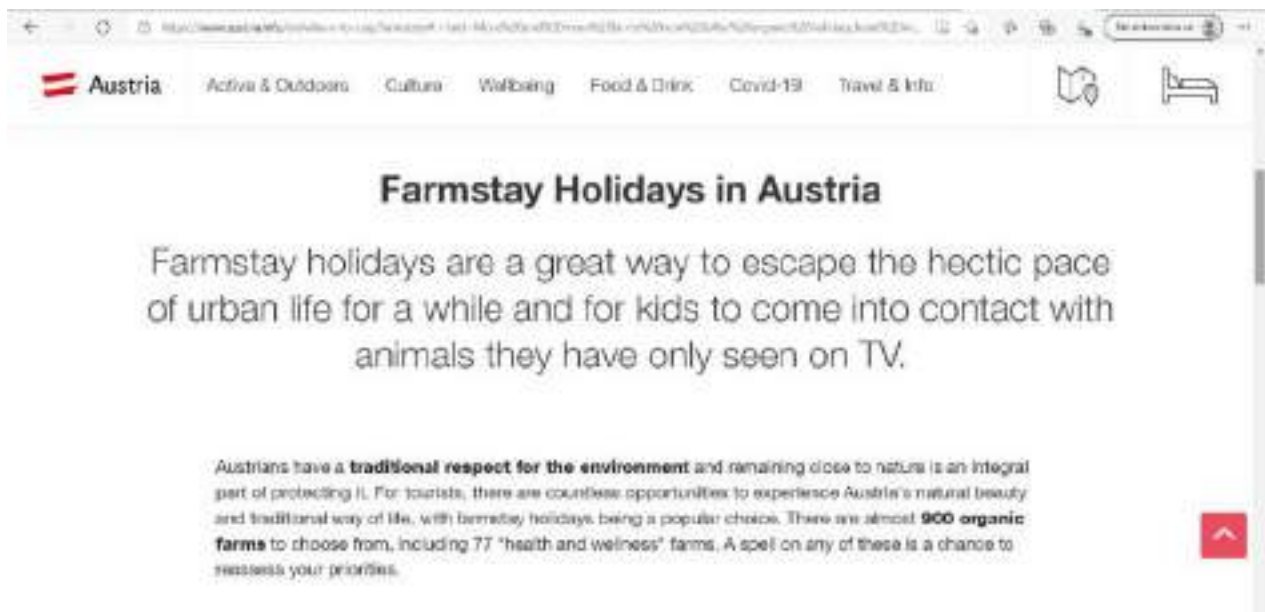 Austria Active & Outdoors Culture Wellbeing Food & Drink Covid-19 Travel & Info
Farmstay Holidays in Austria
Farmstay holidays are a great way to escape the hectic pace
of urban life for a while and for kids to come into contact with
animals they have only seen on TV.
Austrians have a traditional respect for the environment and remaining close to nature is an integral
part of protecting it. For tourists, there are countless opportunities to experience Austria's natural beauty
and traditional way of life, with farmstay holidays being a popular choice. There are almost 900 organic
farms to choose from, including 77 "health and wellness" farms. A spell on any of these is a chance to
reassess your priorities.